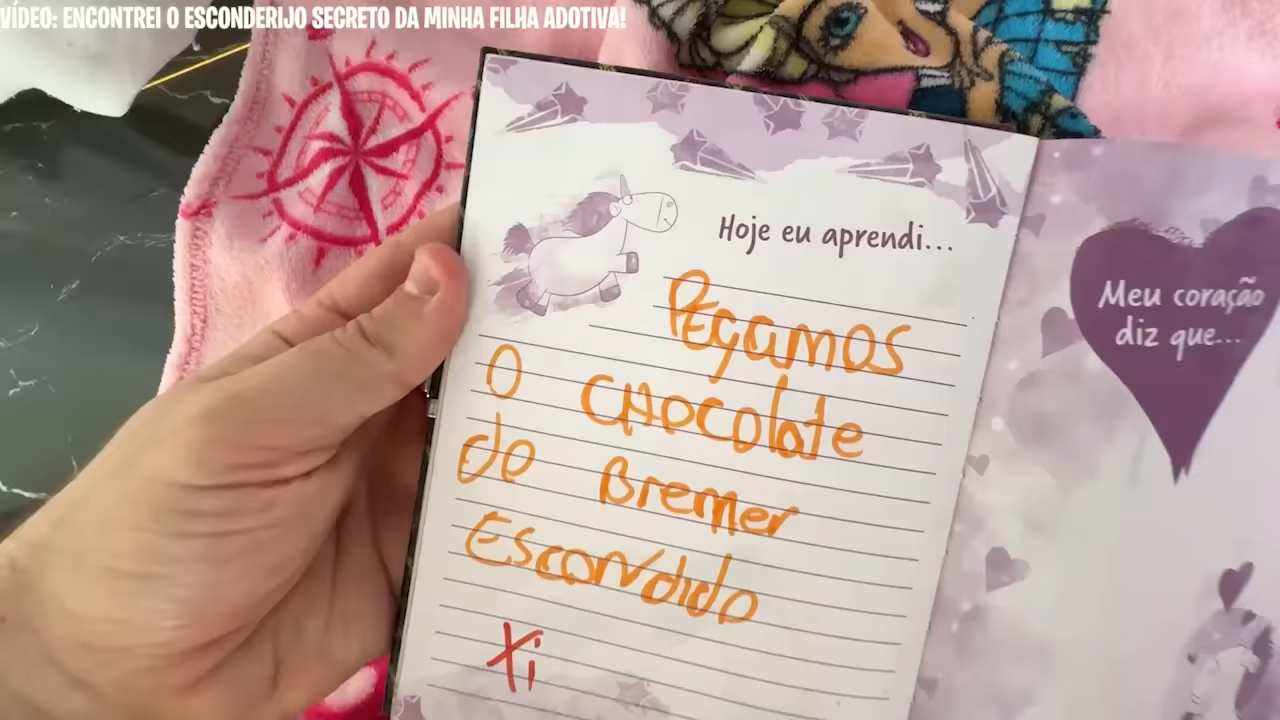 VÍDEO: ENCONTREI O ESCONDERIJO SECRETO DA MINHA FILHA ADOTIVA!
Hoje eu aprendi...
PEgamos
O CHOcolate
de Bremer
EsconDido
Xi
Meu coração
diz que...